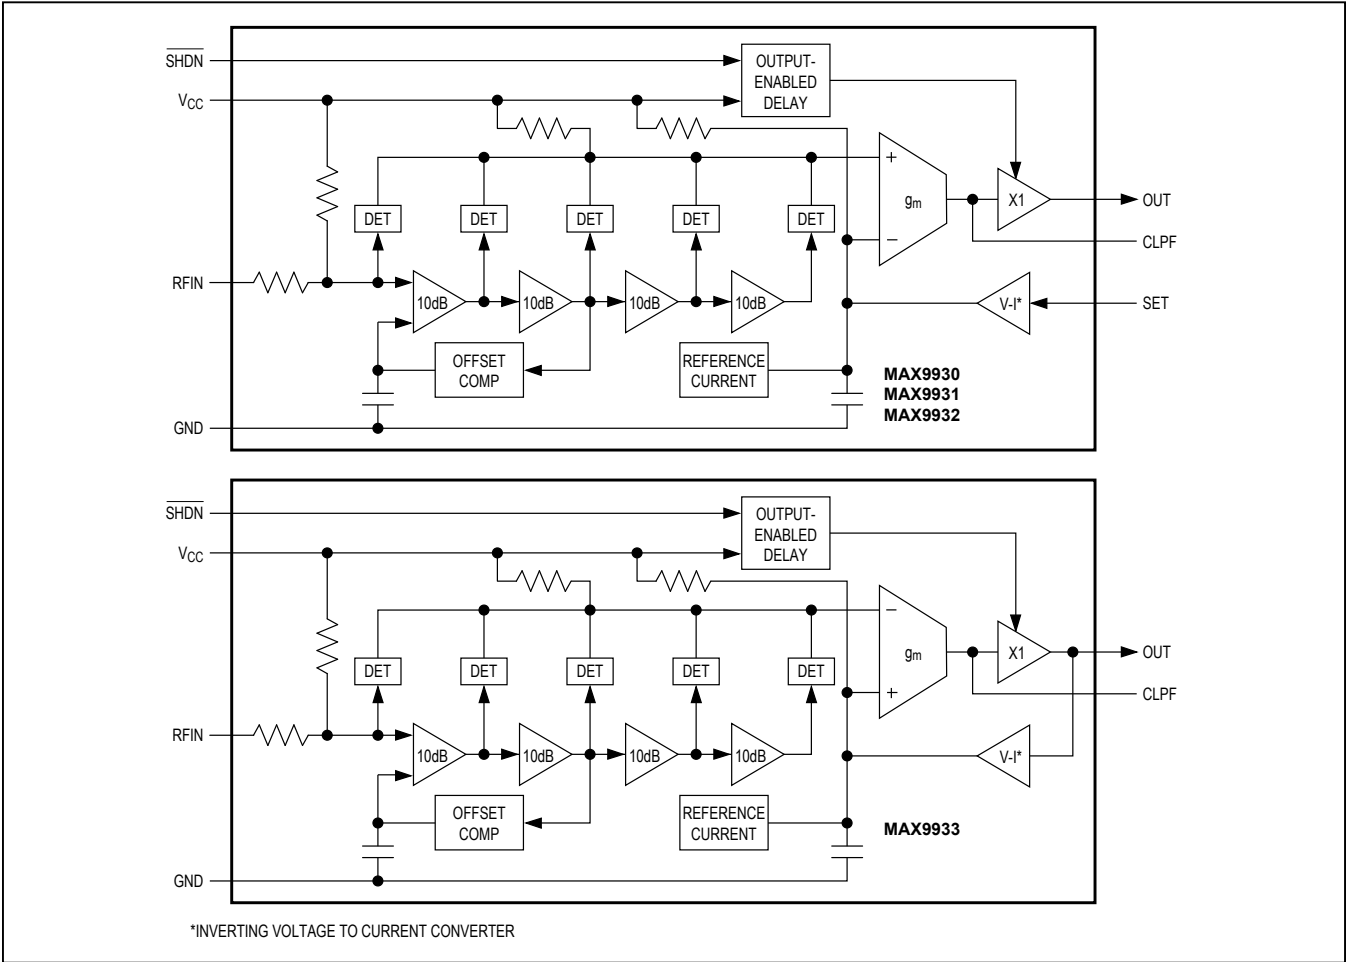 SHDN
VCC
RFIN
GND
OUTPUT-
ENABLED
DELAY
DET
DET
DET
DET
DET
10dB
10dB
10dB
10dB
OFFSET
COMP
REFERENCE
CURRENT
+
−
gm
X1
V-I*
OUT
CLPF
SET
MAX9930
MAX9931
MAX9932
SHDN
VCC
RFIN
GND
OUTPUT-
ENABLED
DELAY
DET
DET
DET
DET
DET
10dB
10dB
10dB
10dB
OFFSET
COMP
REFERENCE
CURRENT
−
+
gm
X1
V-I*
OUT
CLPF
MAX9933
*INVERTING VOLTAGE TO CURRENT CONVERTER